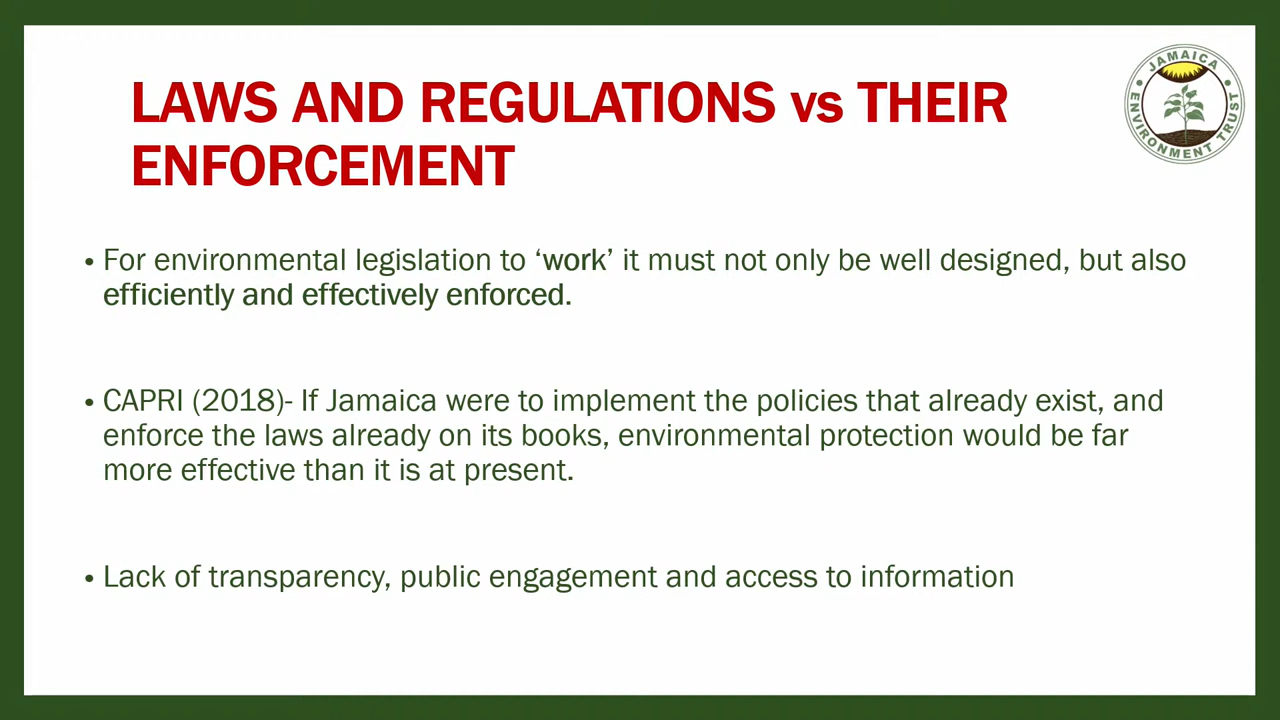 LAWS AND REGULATIONS vs THEIR
ENFORCEMENT
JAMAICA
ENVIRONMENT TRUST
• For environmental legislation to ‘work’ it must not only be well designed, but also
efficiently and effectively enforced.
• CAPRI (2018)- If Jamaica were to implement the policies that already exist, and
enforce the laws already on its books, environmental protection would be far
more effective than it is at present.
• Lack of transparency, public engagement and access to information